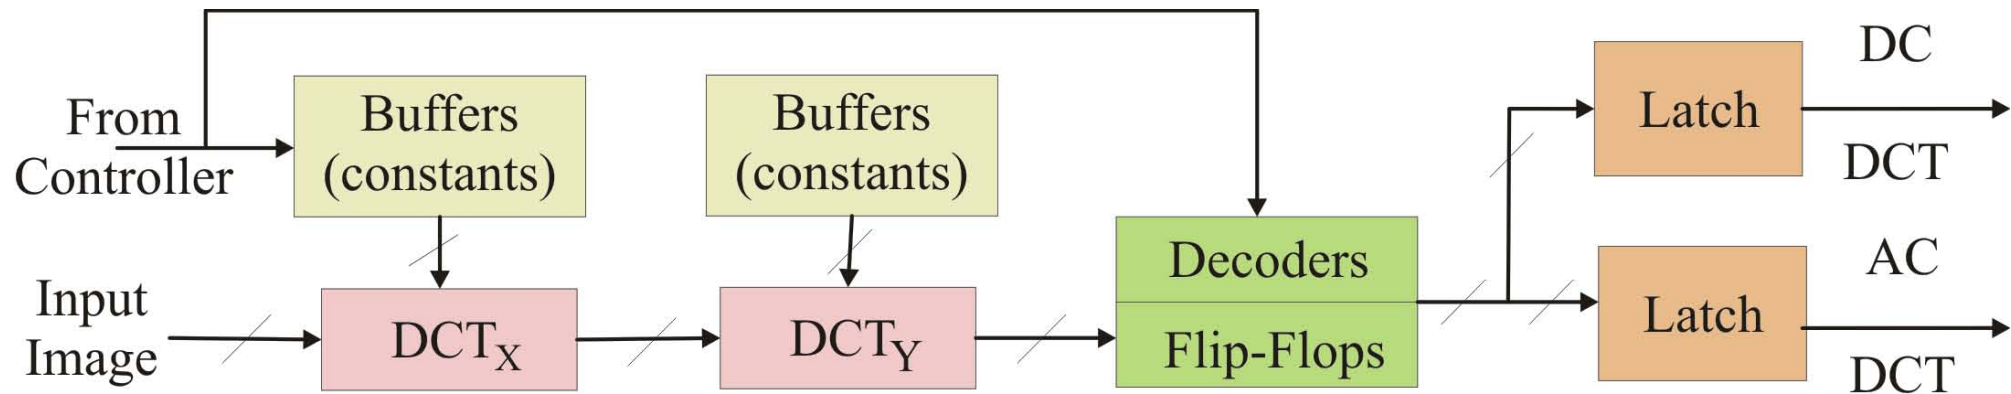 From
Controller
Buffers
(constants)
Buffers
(constants)
Input
Image
DCTX
DCTY
Decoders
Flip-Flops
Latch
DC
DCT
Latch
AC
DCT